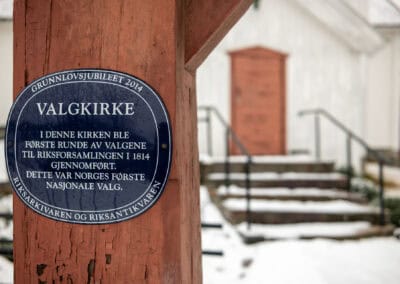 GRUNNLOVSJUBILEET 2014
VALGKIRKE
I DENNE KIRKEN BLE
FØRSTE RUNDE AV VALGENE
TIL RIKSFORSAMLINGEN I 1814
GJENNOMFØRT.
DETTE VAR NORGES FØRSTE
NASJONALE VALG.
RIKSARKIVAREN OG RIKSANTIKVAREN